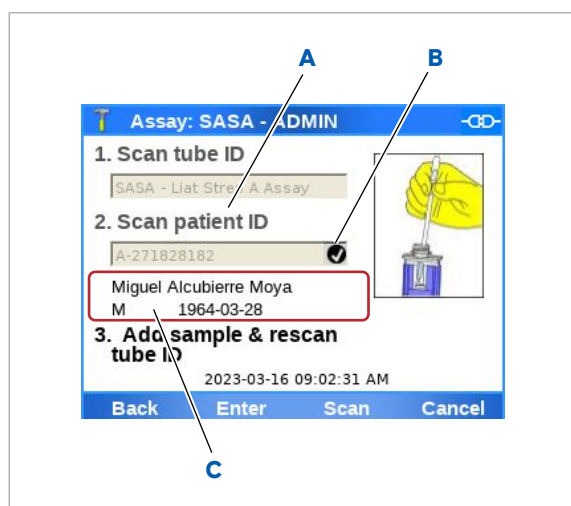 A
B
Assay: SASA - ADMIN
1. Scan tube ID
SASA - Liat Strep A Assay
2. Scan patient ID
A-271828182
Miguel Alcubierre Moya
M 1964-03-28
3. Add sample & rescan
tube ID
2023-03-16 09:02:31 AM
Back Enter Scan Cancel
C